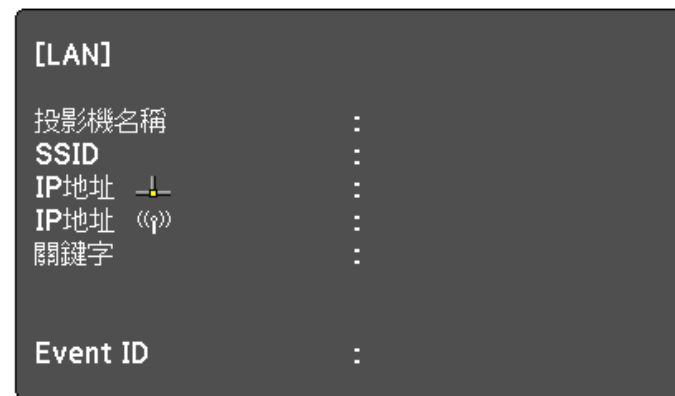 [LAN]
投影機名稱 :
SSID :
IP地址 :
IP地址 :
關鍵字 :
Event ID :